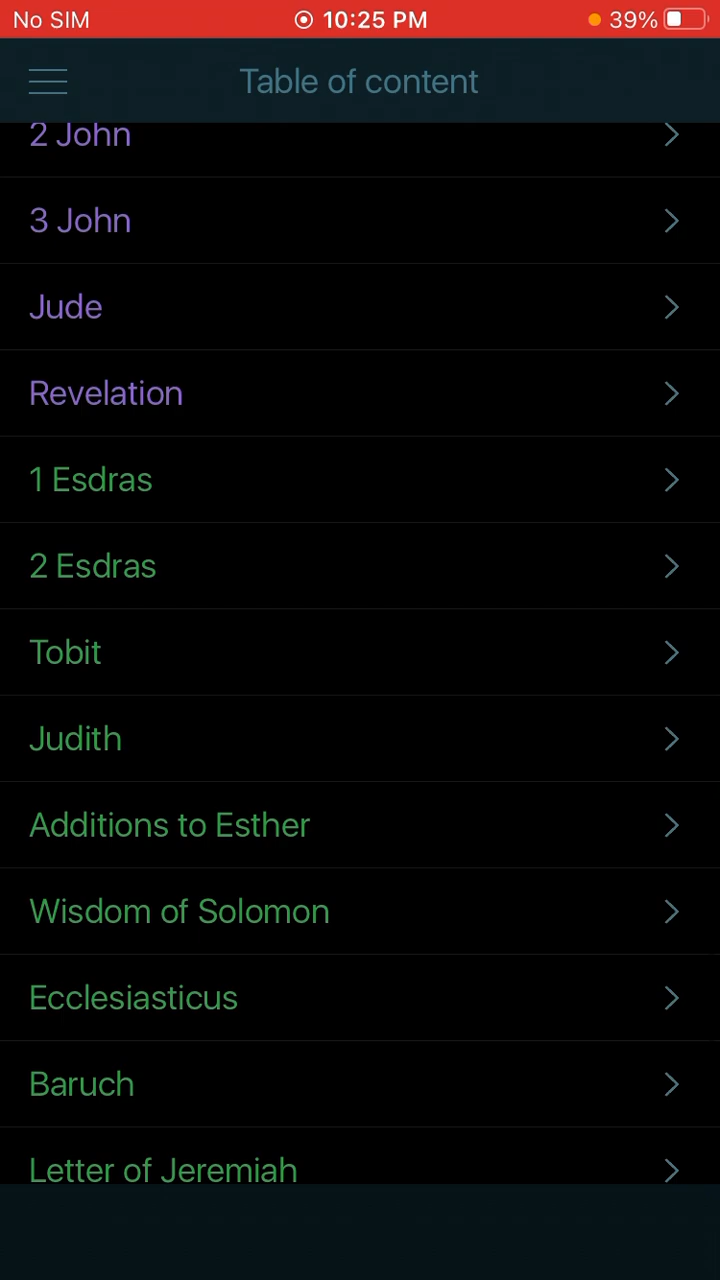 No SIM 10:25 PM 39%
Table of content
2 John
3 John
Jude
Revelation
1 Esdras
2 Esdras
Tobit
Judith
Additions to Esther
Wisdom of Solomon
Ecclesiasticus
Baruch
Letter of Jeremiah